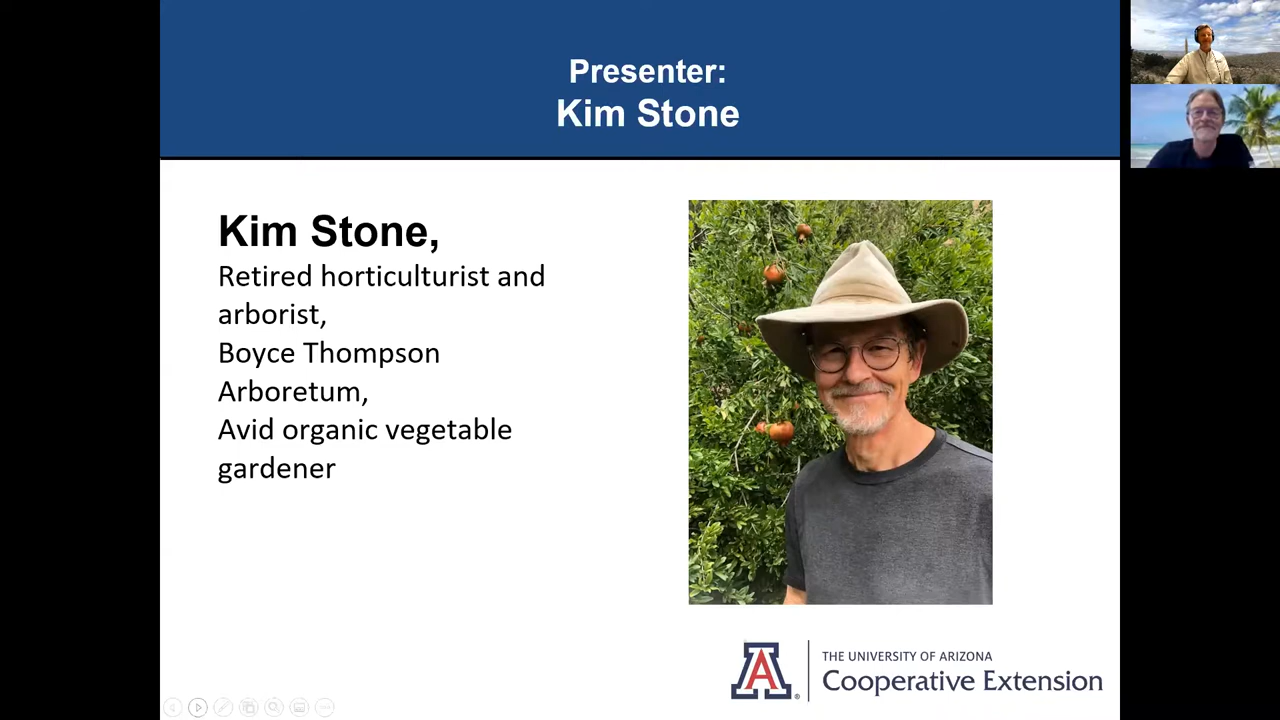 Presenter:
Kim Stone
Kim Stone,
Retired horticulturist and
arborist,
Boyce Thompson
Arboretum,
Avid organic vegetable
gardener
A
THE UNIVERSITY OF ARIZONA
Cooperative Extension